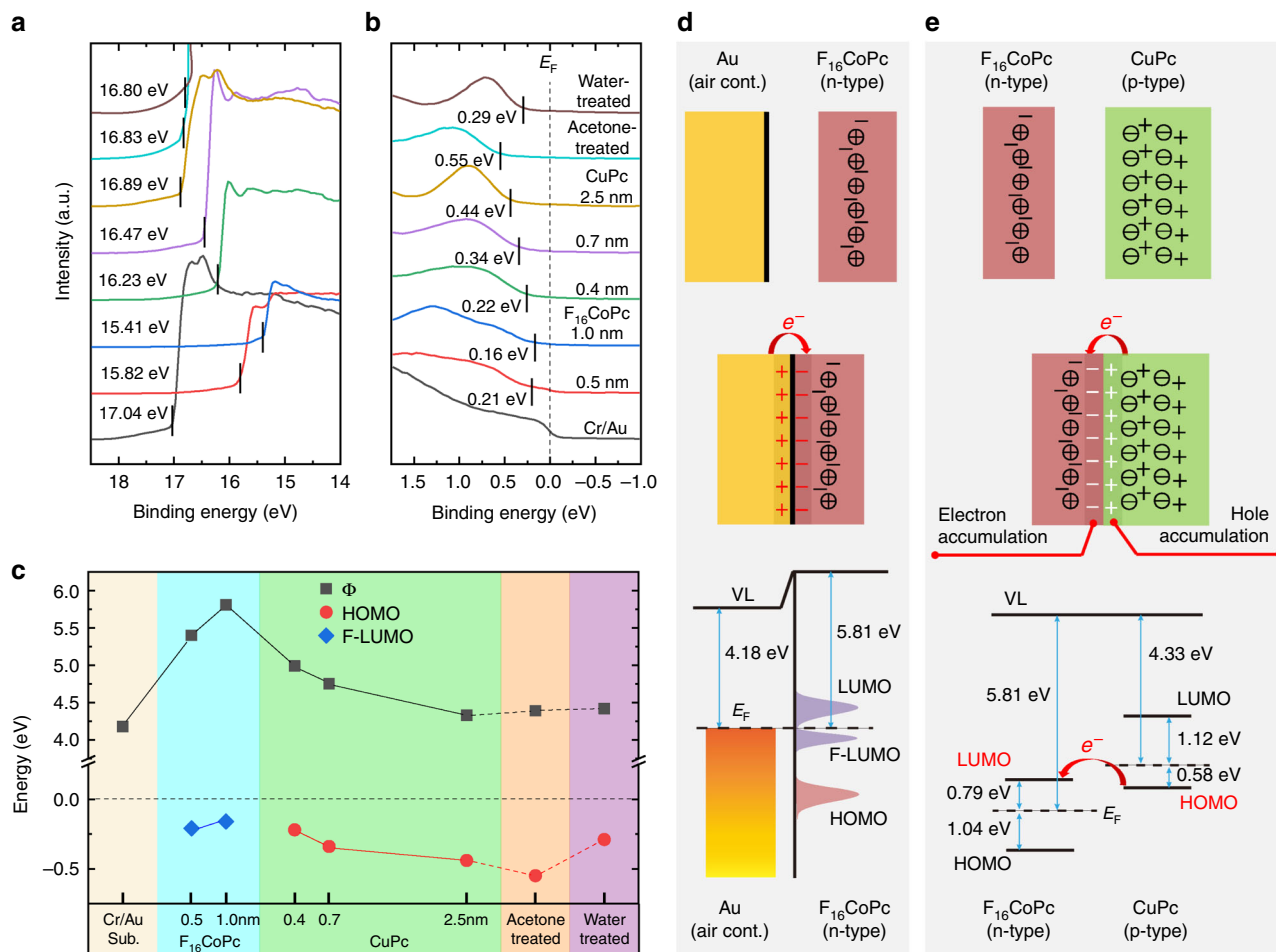 a
16.80 eV
16.83 eV
16.89 eV
16.47 eV
16.23 eV
15.41 eV
15.82 eV
17.04 eV
Intensity (a.u.)
18 17 16 15 14
Binding energy (eV)
b
E_F
Water-
treated
0.29 eV
Acetone-
treated
0.55 eV
CuPc
2.5 nm
0.44 eV
0.7 nm
0.34 eV
0.4 nm
0.22 eV
F₁₆CoPc
1.0 nm
0.16 eV
0.5 nm
0.21 eV
Cr/Au
1.5 1.0 0.5 0.0 −0.5 −1.0
Binding energy (eV)
c
Φ
HOMO
F-LUMO
6.0
5.5
5.0
4.5
4.0
0.0
−0.5
Energy (eV)
Cr/Au
Sub.
0.5 1.0nm
F₁₆CoPc
0.4 0.7 2.5nm
CuPc
Acetone
treated
Water
treated
d
Au
(air cont.)
F₁₆CoPc
(n-type)
e⁻
VL
4.18 eV
5.81 eV
LUMO
E_F
F-LUMO
HOMO
Au
(air cont.)
F₁₆CoPc
(n-type)
e
F₁₆CoPc
(n-type)
CuPc
(p-type)
e⁻
Electron
accumulation
Hole
accumulation
VL
4.33 eV
5.81 eV
LUMO
1.12 eV
e⁻
LUMO
0.58 eV
0.79 eV
HOMO
E_F
1.04 eV
HOMO
F₁₆CoPc
(n-type)
CuPc
(p-type)